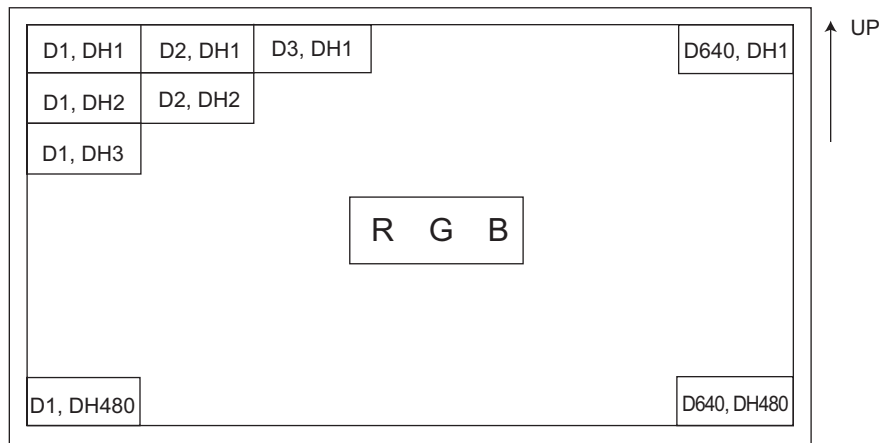 UP
D1, DH1 D2, DH1 D3, DH1 D640, DH1
D1, DH2 D2, DH2
D1, DH3
R G B
D1, DH480 D640, DH480